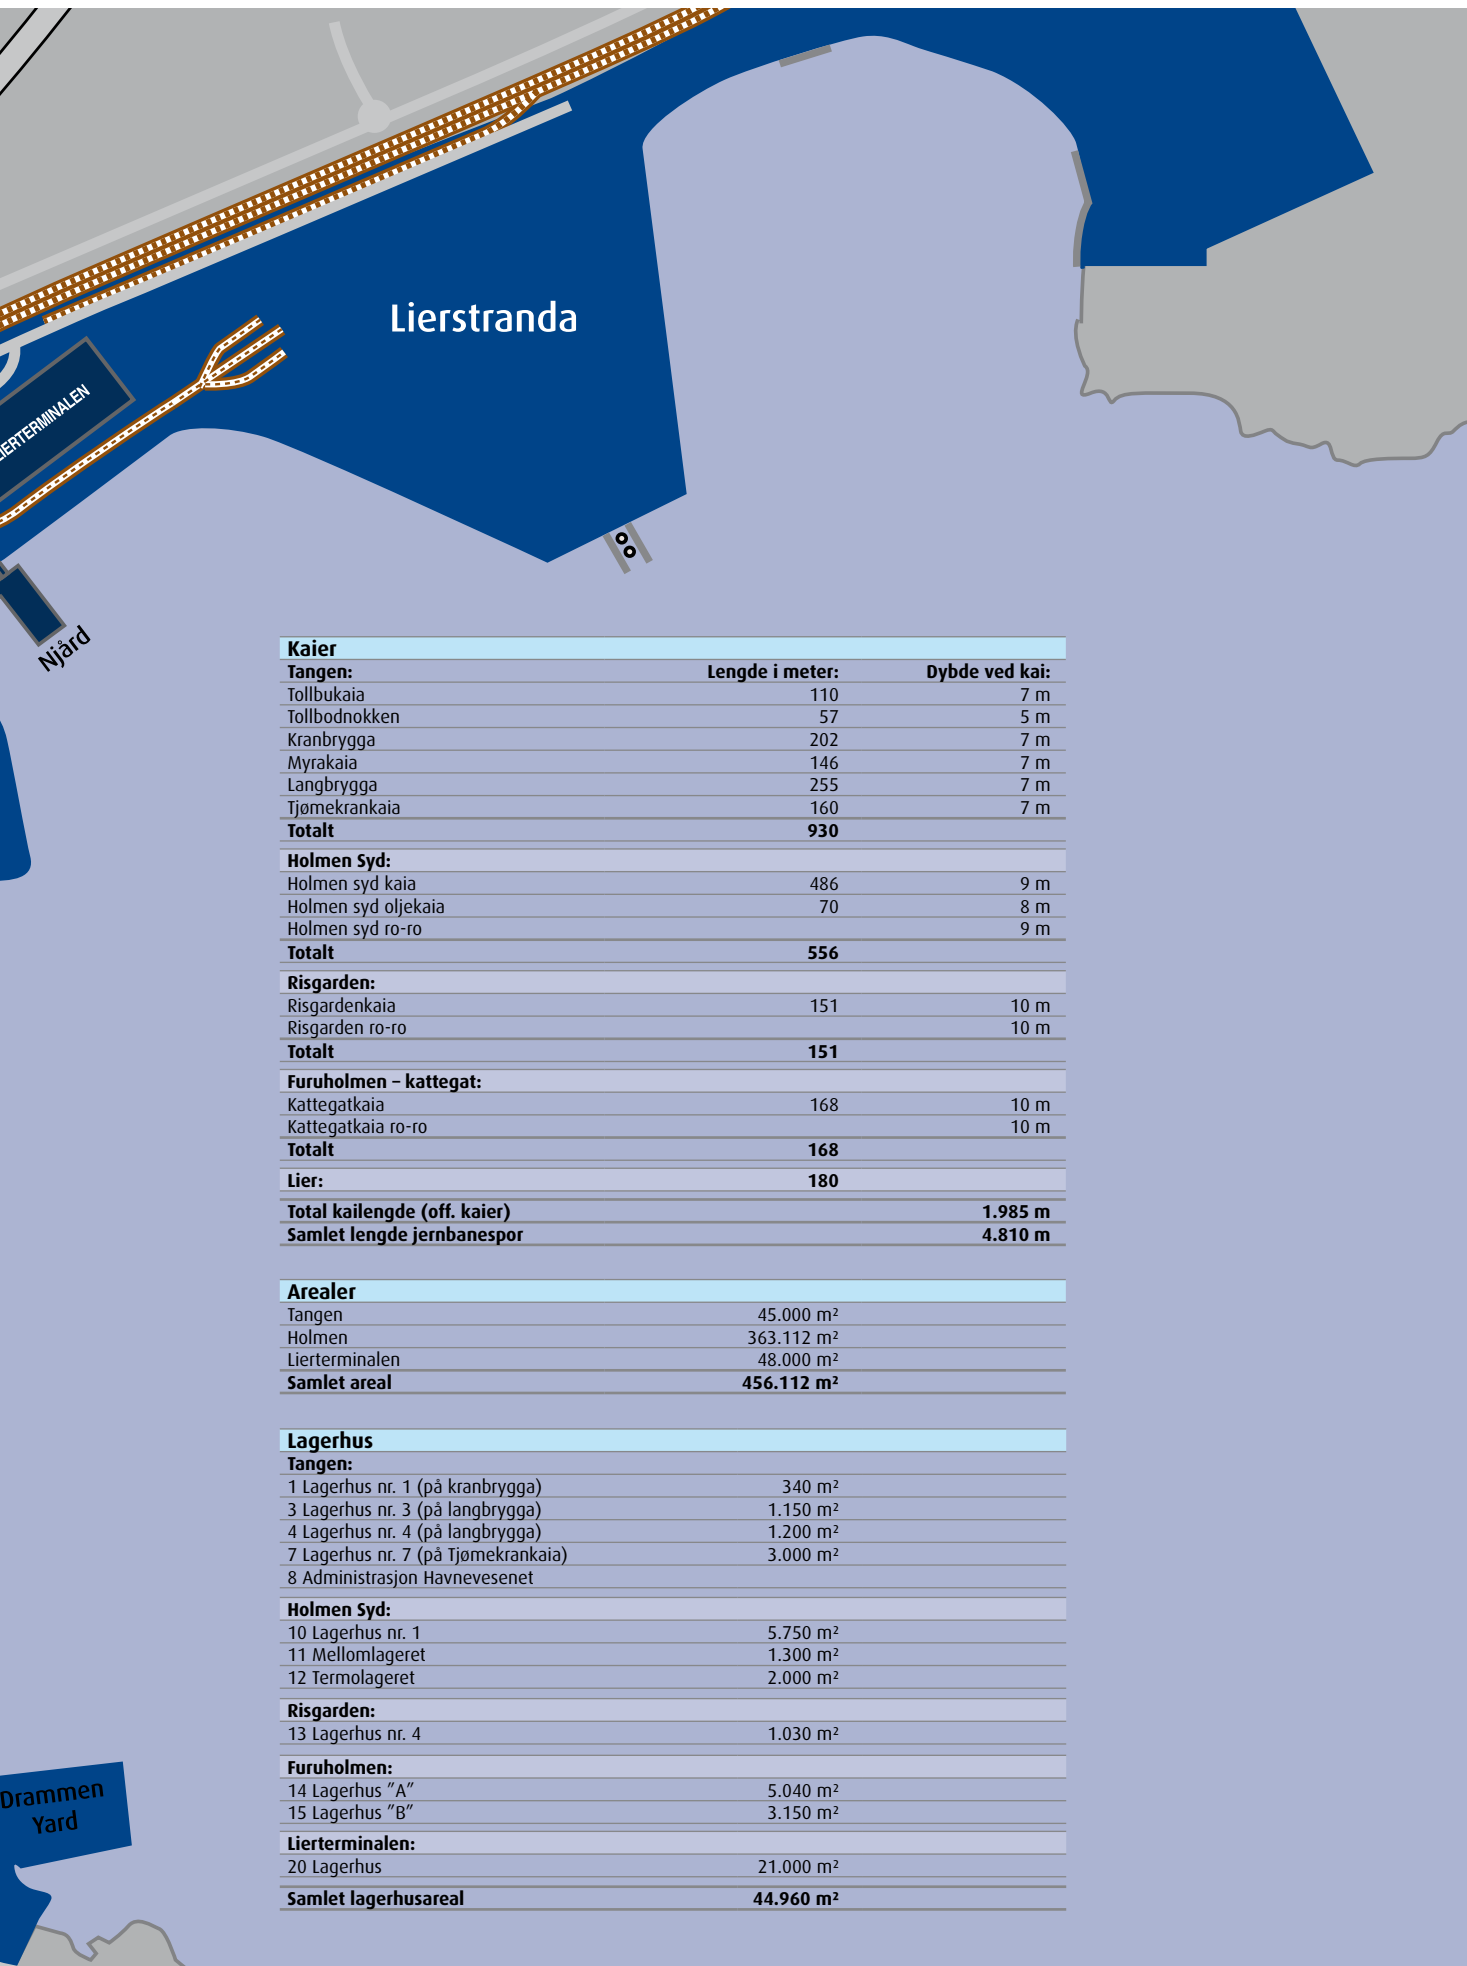 Lierstranda
LIERTERMINALEN
Njård
Kaier
Tangen: Lengde i meter: Dybde ved kai:
Tollbukaia 110 7 m
Tollbodnokken 57 5 m
Kranbrygga 202 7 m
Myrakaia 146 7 m
Langbrygga 255 7 m
Tjømekrankaia 160 7 m
Totalt 930
Holmen Syd:
Holmen syd kaia 486 9 m
Holmen syd oljekaia 70 8 m
Holmen syd ro-ro 9 m
Totalt 556
Risgarden:
Risgardenkaia 151 10 m
Risgarden ro-ro 10 m
Totalt 151
Furuholmen – kattegat:
Kattegatkaia 168 10 m
Kattegatkaia ro-ro 10 m
Totalt 168
Lier: 180
Total kailengde (off. kaier) 1.985 m
Samlet lengde jernbanespor 4.810 m
Arealer
Tangen 45.000 m²
Holmen 363.112 m²
Lierterminalen 48.000 m²
Samlet areal 456.112 m²
Lagerhus
Tangen:
1 Lagerhus nr. 1 (på kranbrygga) 340 m²
3 Lagerhus nr. 3 (på langbrygga) 1.150 m²
4 Lagerhus nr. 4 (på langbrygga) 1.200 m²
7 Lagerhus nr. 7 (på Tjømekrankaia) 3.000 m²
8 Administrasjon Havnevesenet
Holmen Syd:
10 Lagerhus nr. 1 5.750 m²
11 Mellomlageret 1.300 m²
12 Termolageret 2.000 m²
Risgarden:
13 Lagerhus nr. 4 1.030 m²
Furuholmen:
14 Lagerhus ″A″ 5.040 m²
15 Lagerhus ″B″ 3.150 m²
Lierterminalen:
20 Lagerhus 21.000 m²
Samlet lagerhusareal 44.960 m²
Drammen
Yard